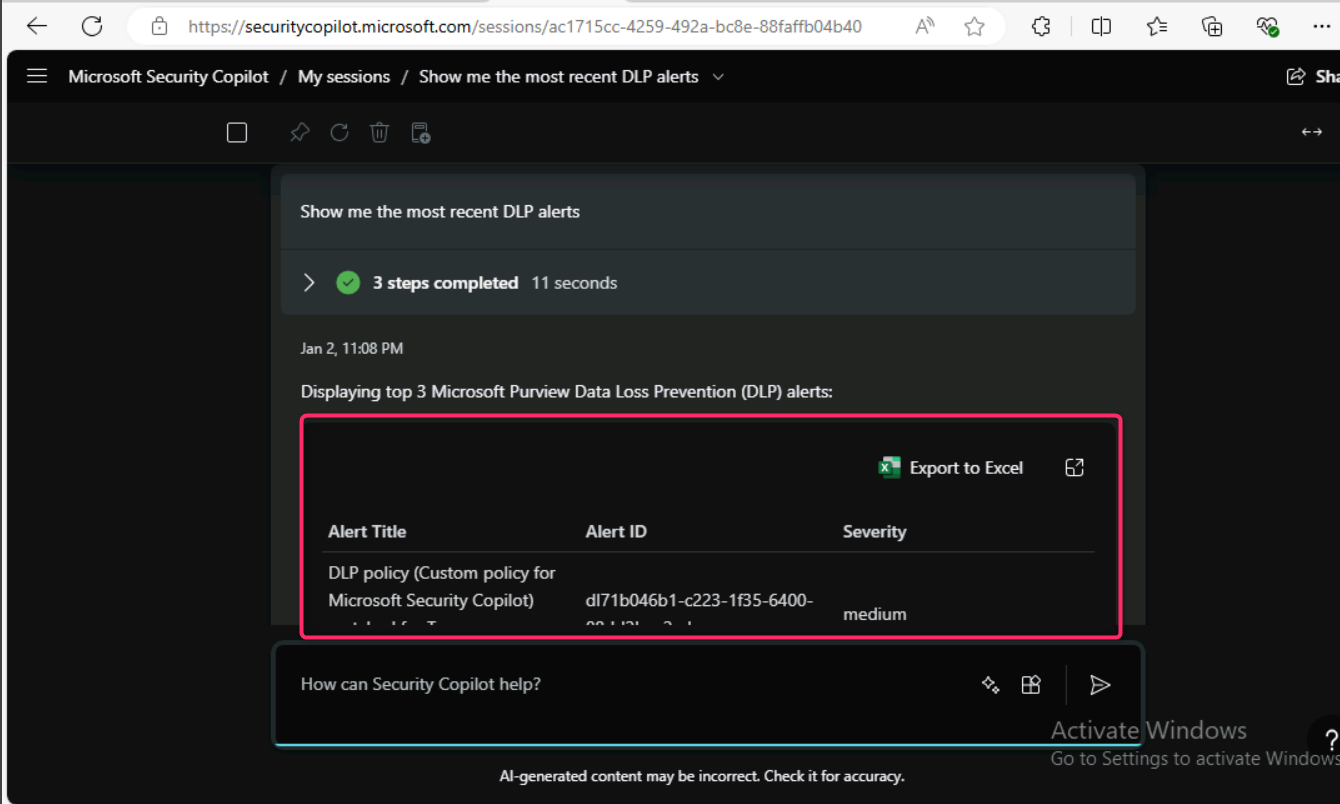 https://securitycopilot.microsoft.com/sessions/ac1715cc-4259-492a-bc8e-88faffb04b40
Microsoft Security Copilot / My sessions / Show me the most recent DLP alerts
Show me the most recent DLP alerts
3 steps completed 11 seconds
Jan 2, 11:08 PM
Displaying top 3 Microsoft Purview Data Loss Prevention (DLP) alerts:
Export to Excel
Alert Title Alert ID Severity
DLP policy (Custom policy for
Microsoft Security Copilot) dl71b046b1-c223-1f35-6400-
medium
How can Security Copilot help?
Activate Windows
Go to Settings to activate Windows
AI-generated content may be incorrect. Check it for accuracy.